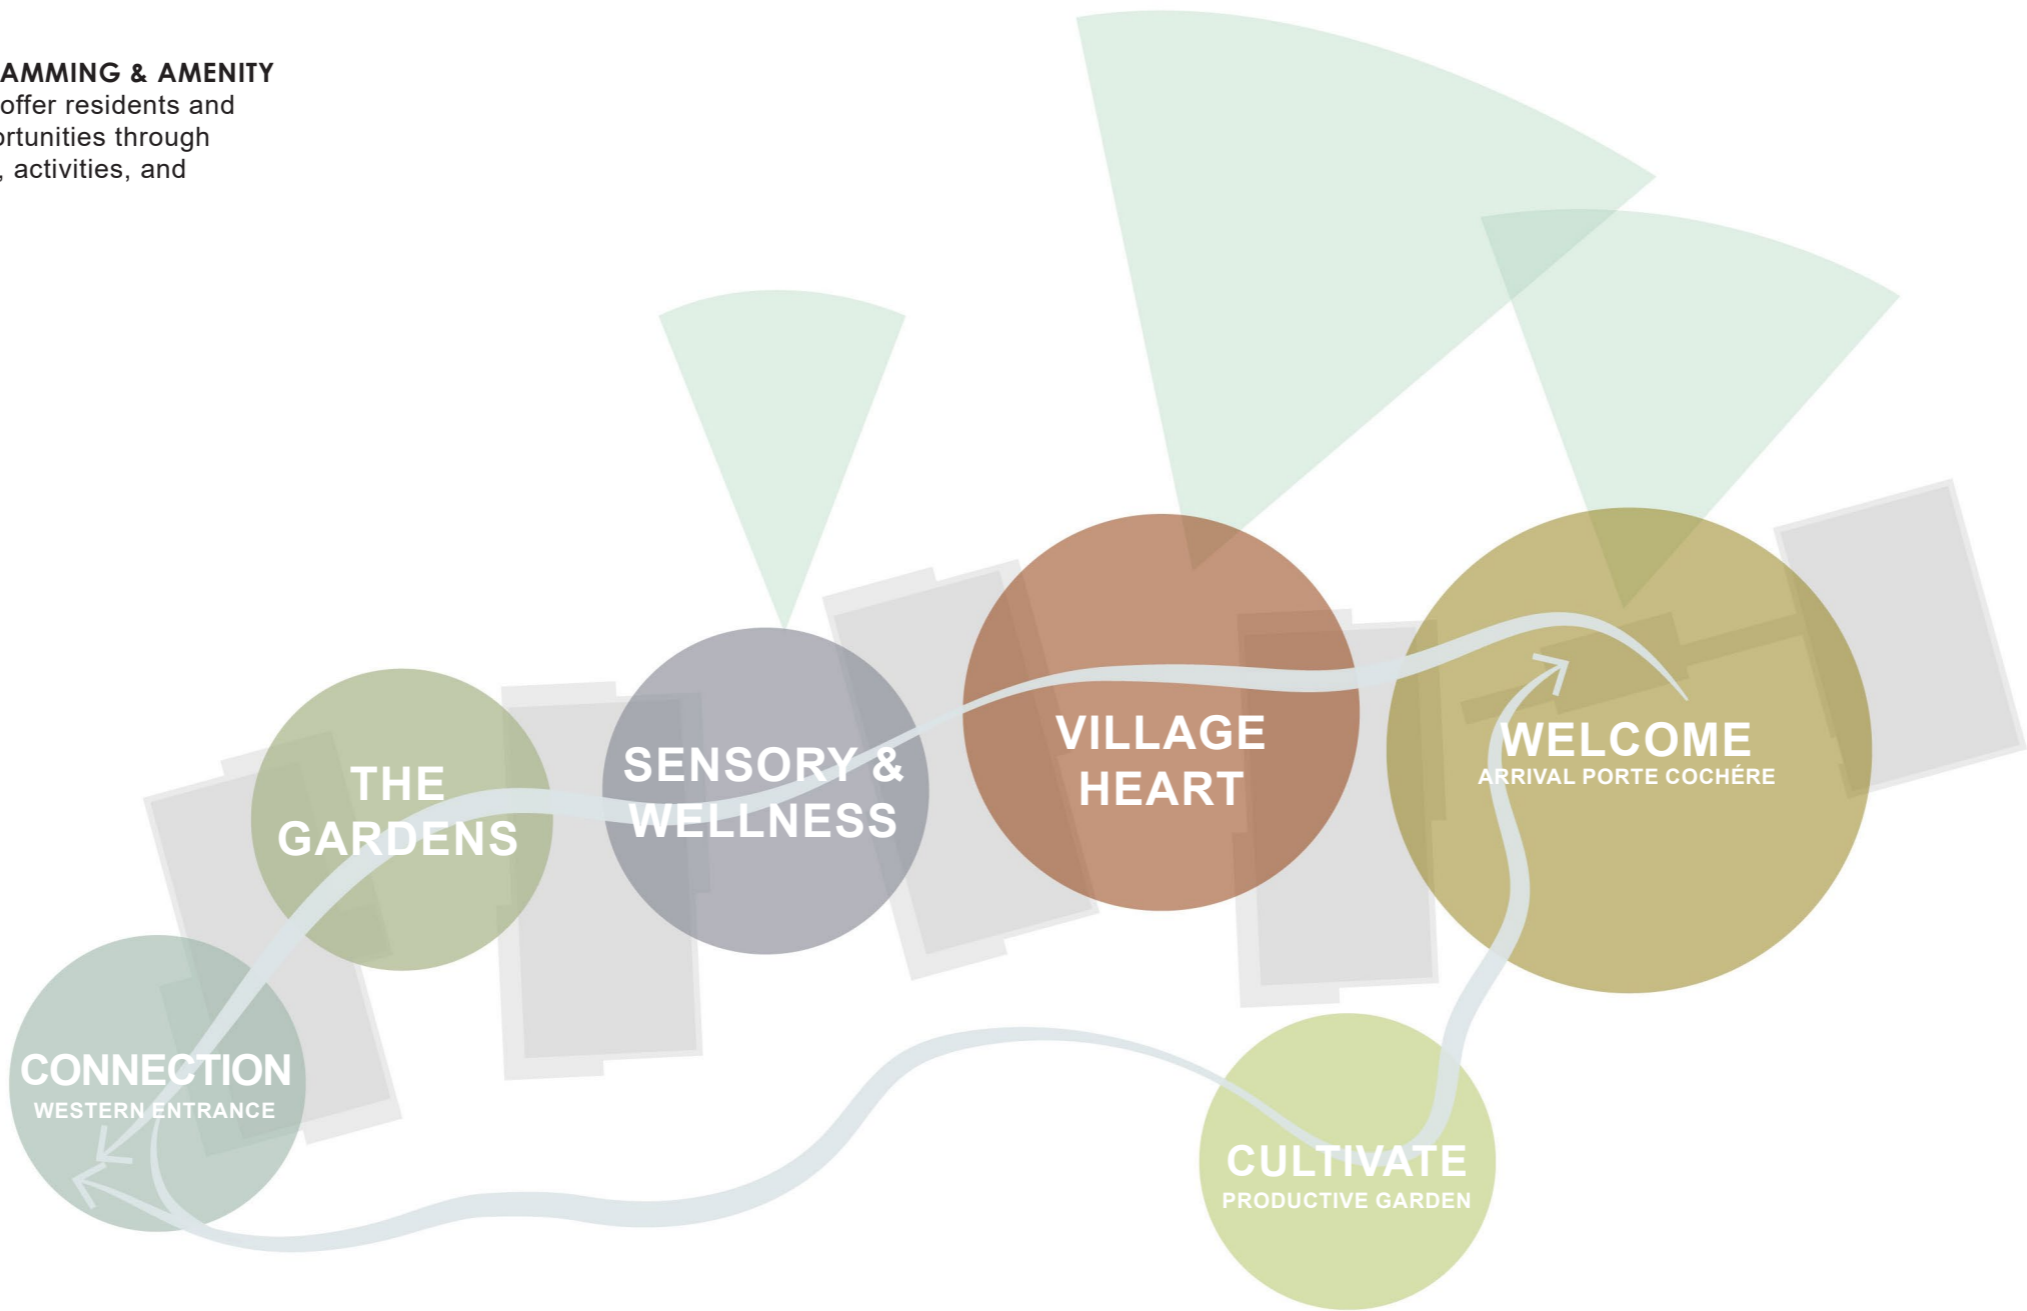 AMMING & AMENITY
offer residents and
ortunities through
, activities, and
THE
GARDENS
SENSORY &
WELLNESS
VILLAGE
HEART
WELCOME
ARRIVAL PORTE COCHÉRE
CONNECTION
WESTERN ENTRANCE
CULTIVATE
PRODUCTIVE GARDEN